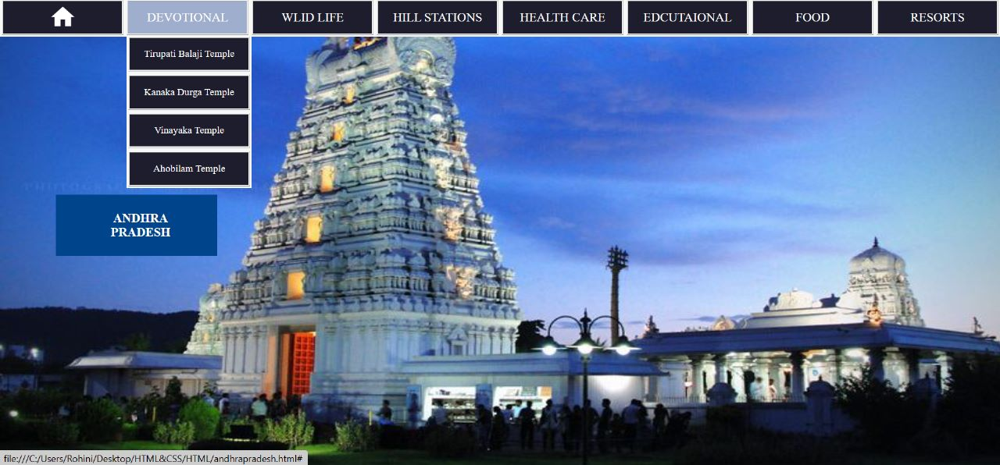 DEVOTIONAL
WLID LIFE
HILL STATIONS
HEALTH CARE
EDCUTAIONAL
FOOD
RESORTS
Tirupati Balaji Temple
Kanaka Durga Temple
Vinayaka Temple
Ahobilam Temple
ANDHRA
PRADESH
file:///C:/Users/Rohini/Desktop/HTML&CSS/HTML/andhrapradesh.html#